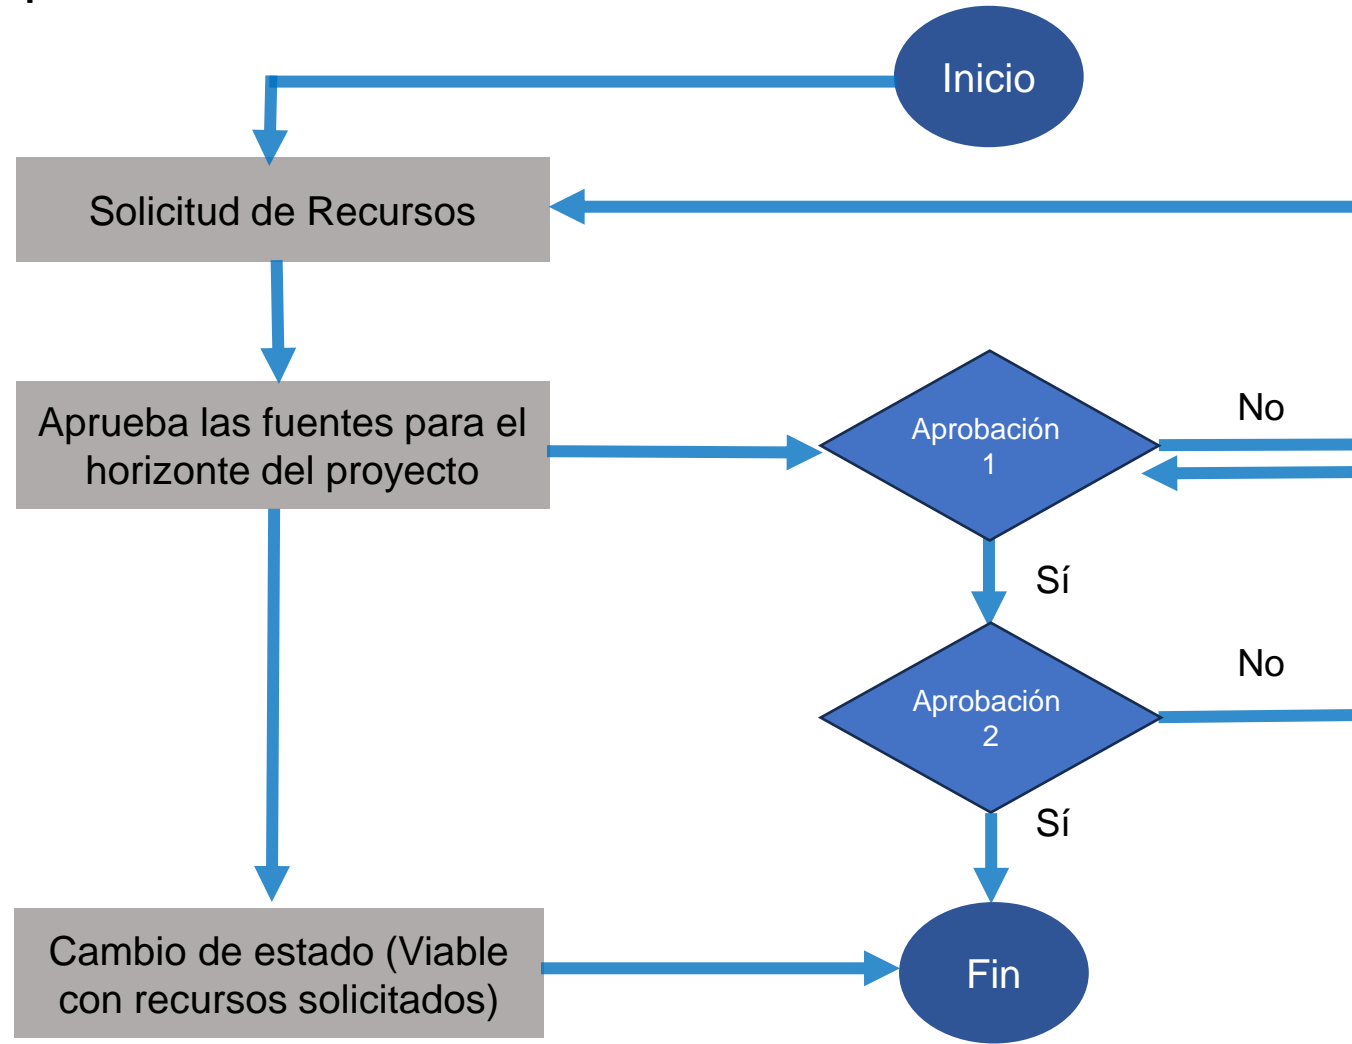 Inicio
Solicitud de Recursos
Aprueba las fuentes para el
horizonte del proyecto
Aprobación
1
No
Sí
Aprobación
2
No
Sí
Cambio de estado (Viable
con recursos solicitados)
Fin